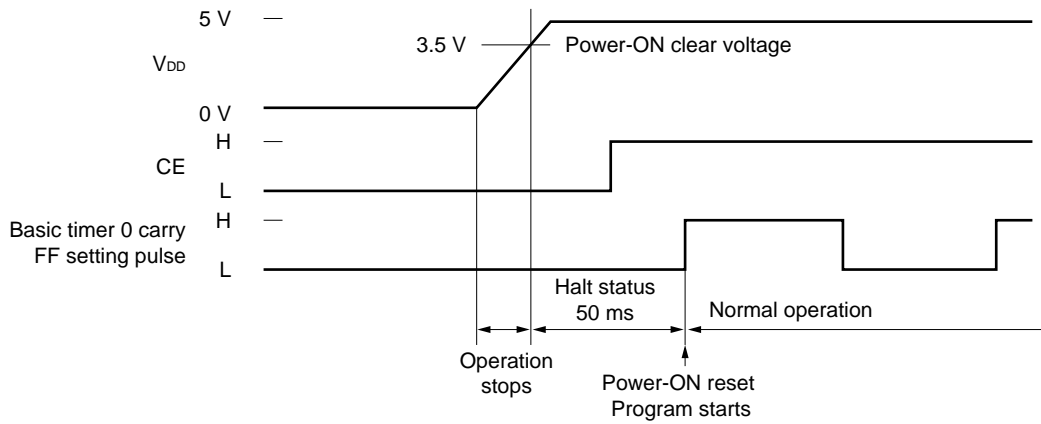 5 V
3.5 V
Power-ON clear voltage
VDD
0 V
H
CE
L
H
Basic timer 0 carry
FF setting pulse
L
Halt status
50 ms
Normal operation
Operation
stops
Power-ON reset
Program starts